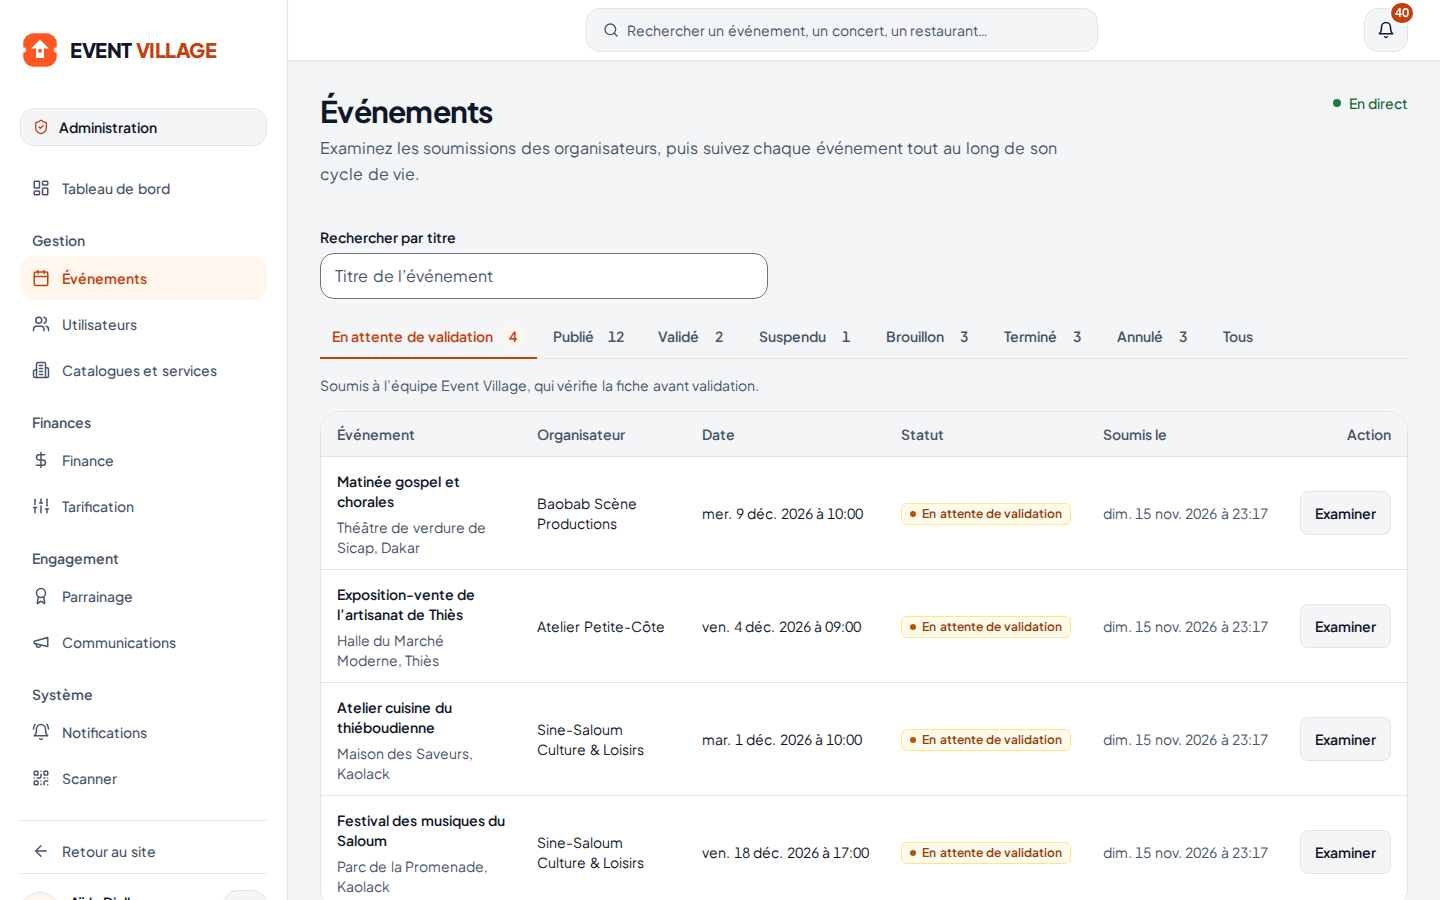 EVENT VILLAGE
Rechercher un événement, un concert, un restaurant…
40
Administration
Tableau de bord
Gestion
Événements
Utilisateurs
Catalogues et services
Finances
Finance
Tarification
Engagement
Parrainage
Communications
Système
Notifications
Scanner
Retour au site
Événements
En direct
Examinez les soumissions des organisateurs, puis suivez chaque événement tout au long de son
cycle de vie.
Rechercher par titre
Titre de l’événement
En attente de validation 4 Publié 12 Validé 2 Suspendu 1 Brouillon 3 Terminé 3 Annulé 3 Tous
Soumis à l’équipe Event Village, qui vérifie la fiche avant validation.
Événement Organisateur Date Statut Soumis le Action
Matinée gospel et
chorales
Théâtre de verdure de
Sicap, Dakar
Baobab Scène
Productions
mer. 9 déc. 2026 à 10:00
En attente de validation
dim. 15 nov. 2026 à 23:17
Examiner
Exposition-vente de
l’artisanat de Thiès
Halle du Marché
Moderne, Thiès
Atelier Petite-Côte
ven. 4 déc. 2026 à 09:00
En attente de validation
dim. 15 nov. 2026 à 23:17
Examiner
Atelier cuisine du
thiéboudienne
Maison des Saveurs,
Kaolack
Sine-Saloum
Culture & Loisirs
mar. 1 déc. 2026 à 10:00
En attente de validation
dim. 15 nov. 2026 à 23:17
Examiner
Festival des musiques du
Saloum
Parc de la Promenade,
Kaolack
Sine-Saloum
Culture & Loisirs
ven. 18 déc. 2026 à 17:00
En attente de validation
dim. 15 nov. 2026 à 23:17
Examiner